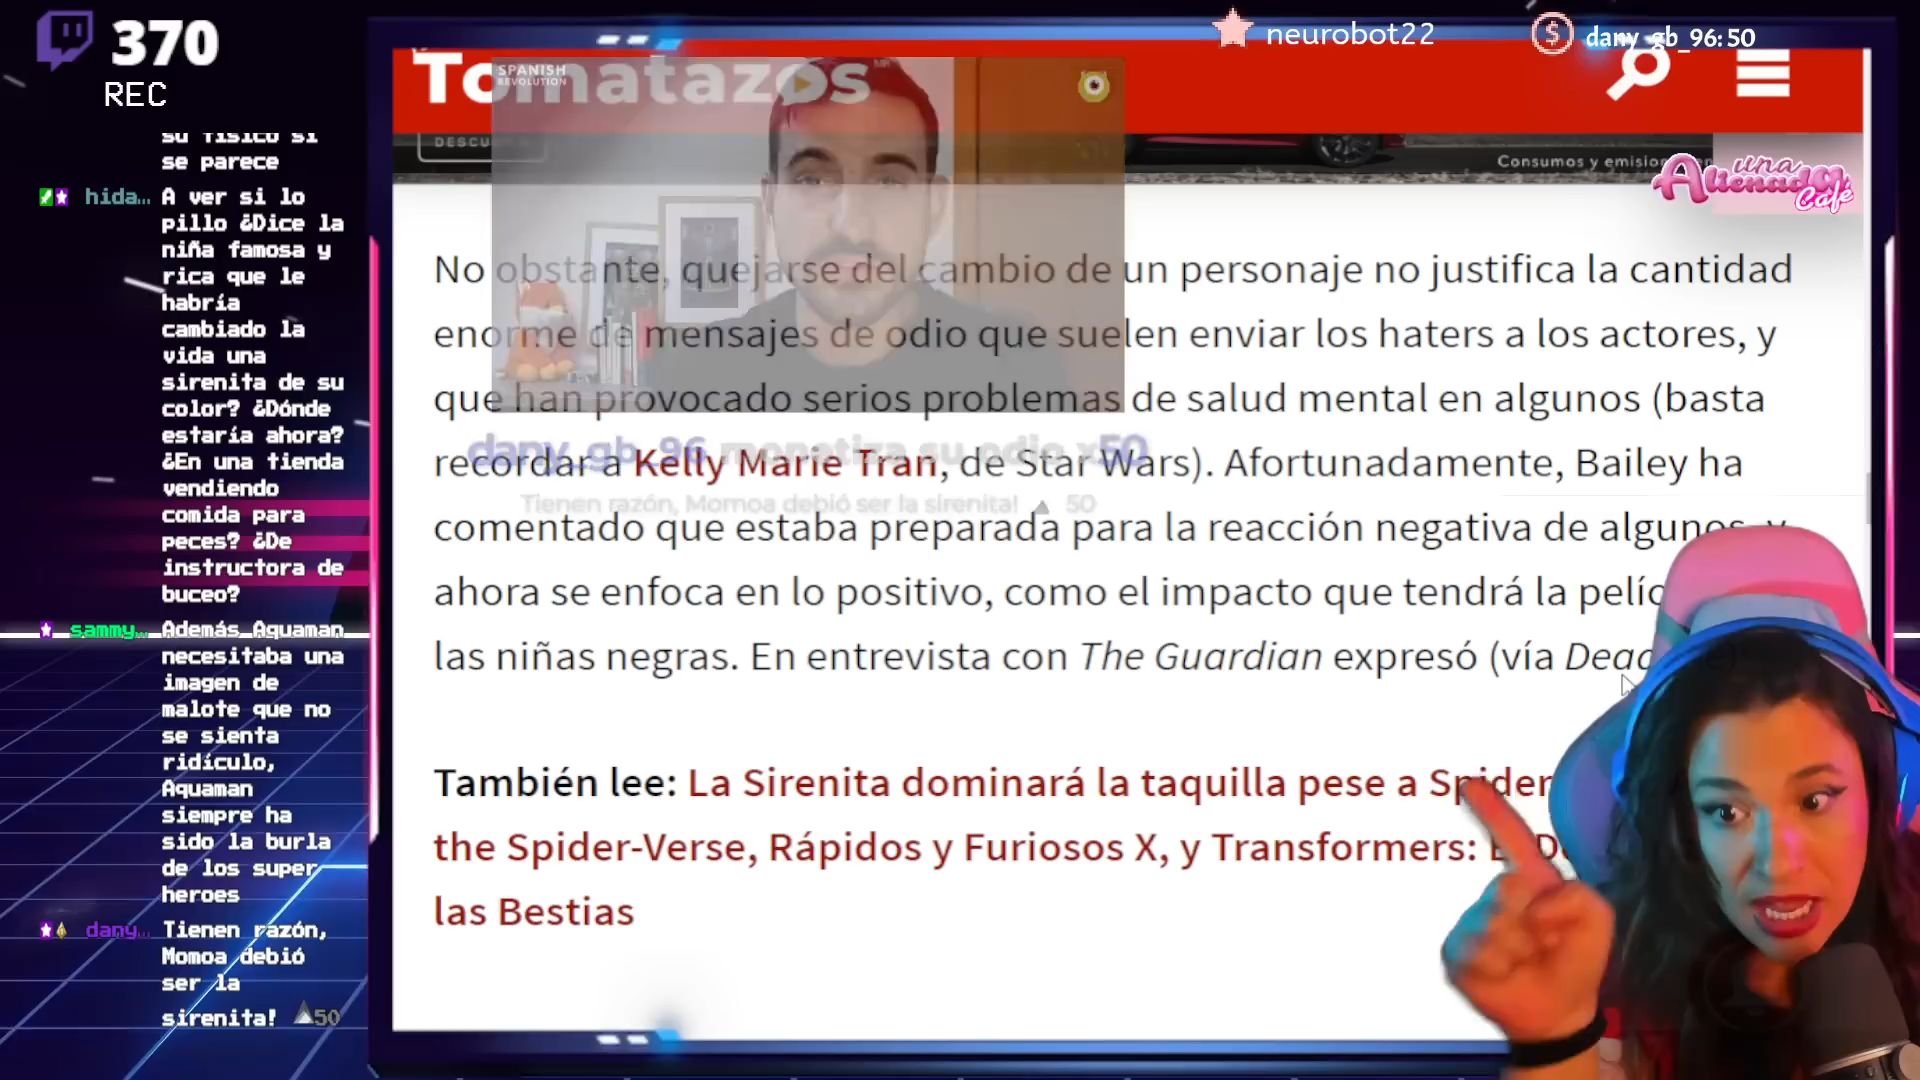 370
REC
neurobot22
dany_gb_96: 50
su físico si
se parece
hida... A ver si lo
pillo ¿Dice la
niña famosa y
rica que le
habría
cambiado la
vida una
sirenita de su
color? ¿Dónde
estaría ahora?
¿En una tienda
vendiendo
comida para
peces? ¿De
instructora de
buceo?
sammy... Además Aquaman
necesitaba una
imagen de
malote que no
se sienta
ridículo,
Aquaman
siempre ha
sido la burla
de los super
heroes
dany... Tienen razón,
Momoa debió
ser la
sirenita! 50
Tomatazos
SPANISH
REVOLUTION
Consumos y
una
Alienada
Café
No obstante, quejarse del cambio de un personaje no justifica la cantidad
enorme de mensajes de odio que suelen enviar los haters a los actores, y
que han provocado serios problemas de salud mental en algunos (basta
dany_gb_96 monetiza su odio x50
recordar a Kelly Marie Tran, de Star Wars). Afortunadamente, Bailey ha
Tienen razón, Momoa debió ser la sirenita! 50
comentado que estaba preparada para la reacción negativa de algunos, y
ahora se enfoca en lo positivo, como el impacto que tendrá la
las niñas negras. En entrevista con The Guardian expresó (vía
También lee: La Sirenita dominará la taquilla pese a
the Spider-Verse, Rápidos y Furiosos X, y Transformers:
las Bestias